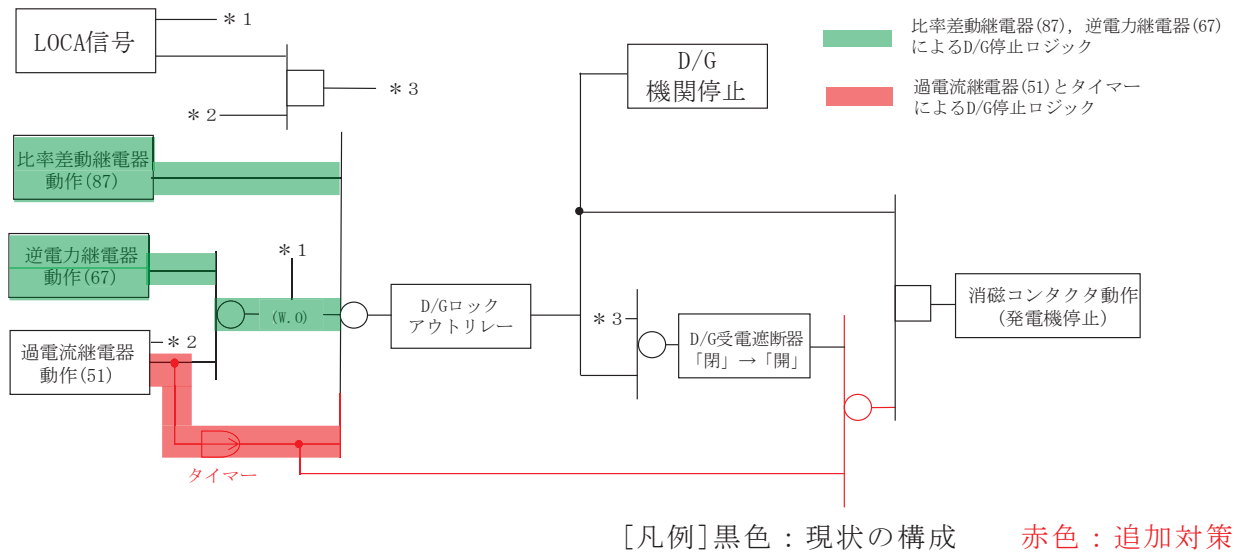 LOCA信号
＊1
＊2
＊3
D/G
機関停止
比率差動継電器(87), 逆電力継電器(67)
によるD/G停止ロジック
過電流継電器(51)とタイマー
によるD/G停止ロジック
比率差動継電器
動作(87)
逆電力継電器
動作(67)
＊1
(W.O)
過電流継電器
動作(51)
＊2
タイマー
D/Gロック
アウトリレー
＊3
D/G受電遮断器
「閉」→「開」
消磁コンタクタ動作
(発電機停止)
[凡例]黒色：現状の構成　赤色：追加対策